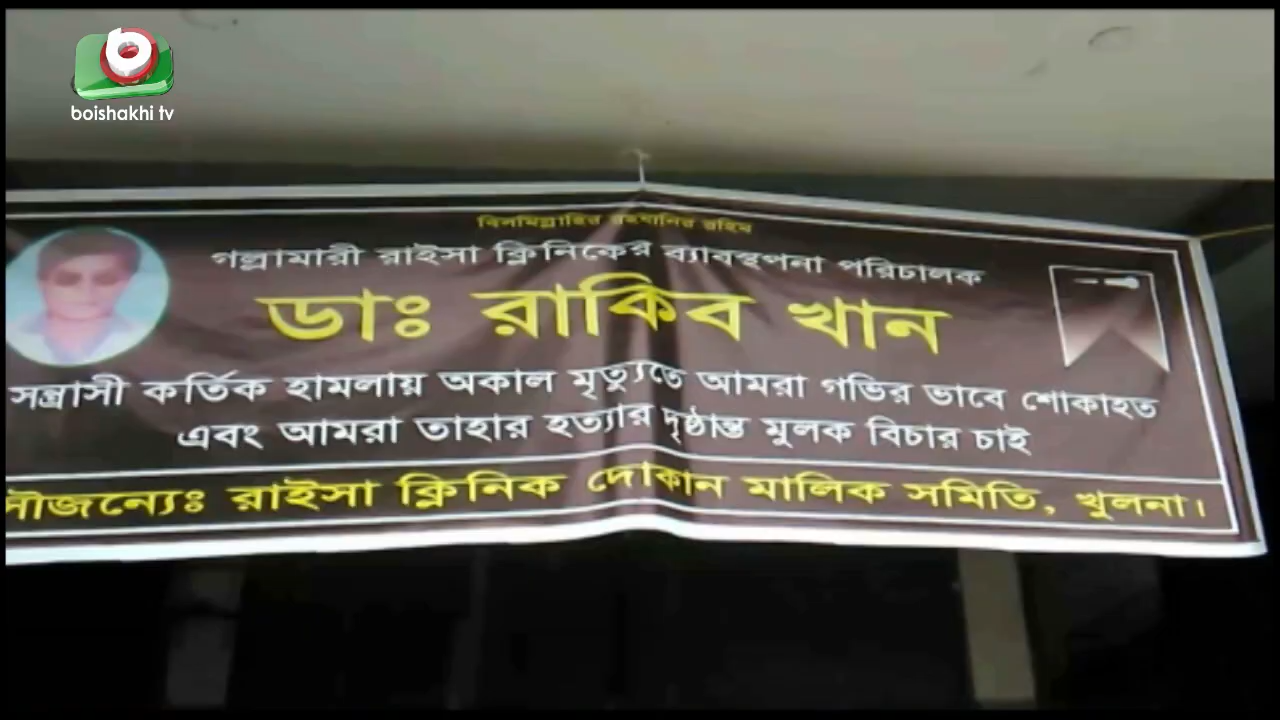 boishakhi tv
বিসমিল্লাহির রহমানির রহিম
গল্লামারী রাইসা ক্লিনিকের ব্যাবস্থপনা পরিচালক
ডাঃ রাকিব খান
সন্ত্রাসী কর্তিক হামলায় অকাল মৃত্যুতে আমরা গভির ভাবে শোকাহত
এবং আমরা তাহার হত্যার দৃষ্ঠান্ত মুলক বিচার চাই
সৌজন্যেঃ রাইসা ক্লিনিক দোকান মালিক সমিতি, খুলনা।